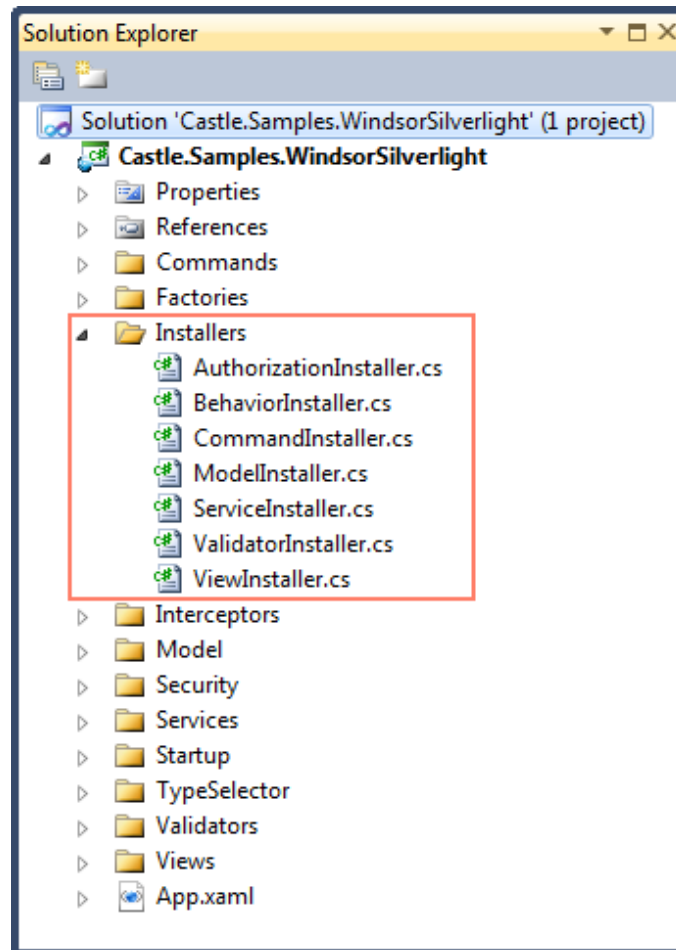 Solution Explorer
Solution 'Castle.Samples.WindsorSilverlight' (1 project)
Castle.Samples.WindsorSilverlight
Properties
References
Commands
Factories
Installers
AuthorizationInstaller.cs
BehaviorInstaller.cs
CommandInstaller.cs
ModelInstaller.cs
ServiceInstaller.cs
ValidatorInstaller.cs
ViewInstaller.cs
Interceptors
Model
Security
Services
Startup
TypeSelector
Validators
Views
App.xaml